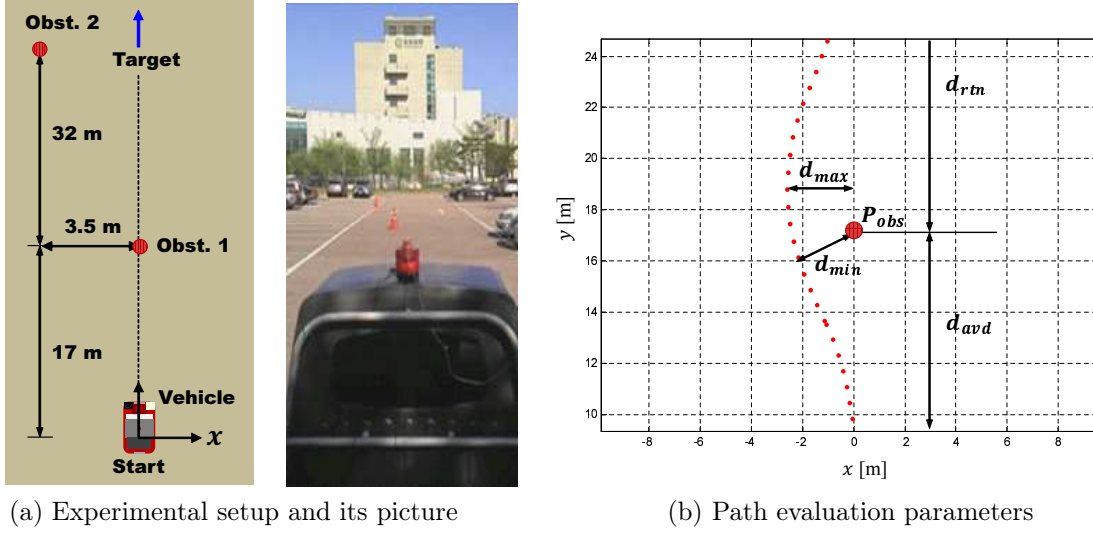 Obst. 2
Target
32 m
3.5 m
Obst. 1
17 m
Vehicle
x
Start
24
22
20
18
16
14
12
10
y [m]
-8 -6 -4 -2 0 2 4 6 8
x [m]
d_rtn
d_max
P_obs
d_min
d_avd
(a) Experimental setup and its picture
(b) Path evaluation parameters